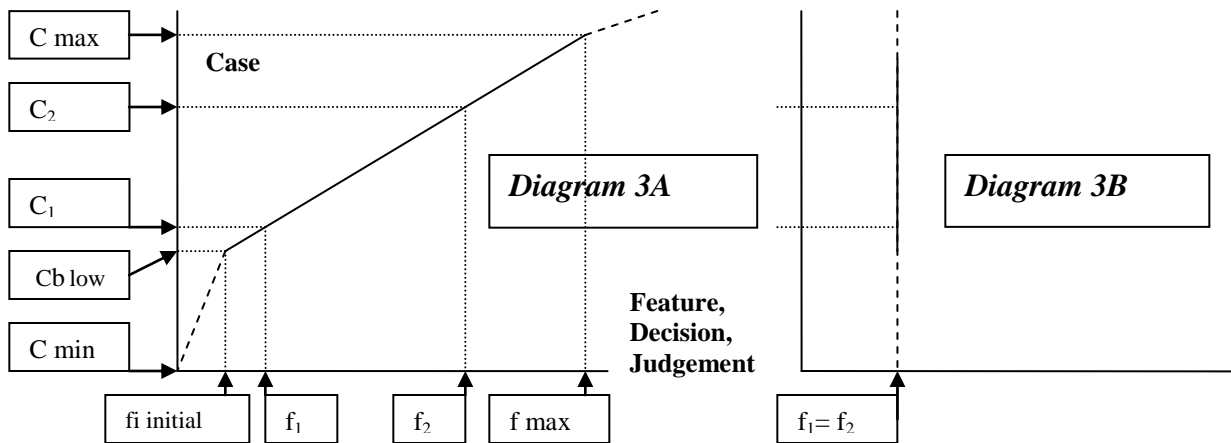 C max
Case
C₂
Diagram 3A
Diagram 3B
C₁
Cb low
Feature,
Decision,
Judgement
C min
fi initial
f₁
f₂
f max
f₁= f₂